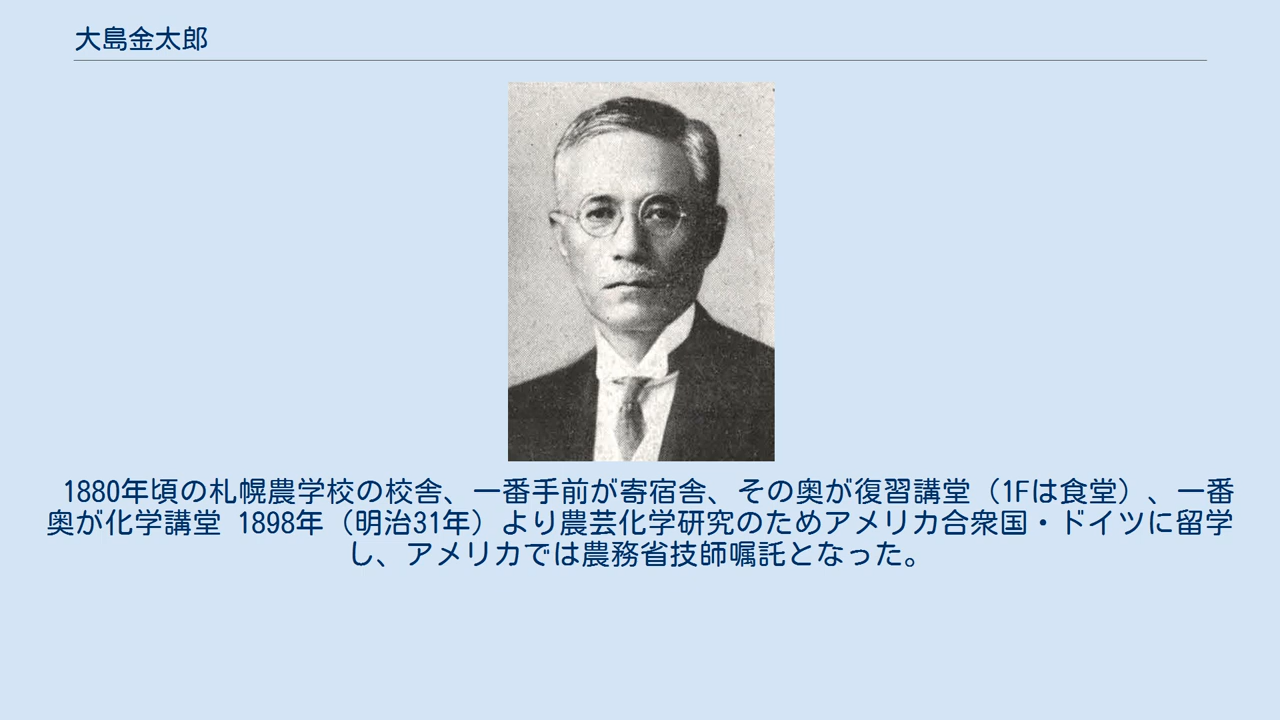 大島金太郎
1880年頃の札幌農学校の校舎、一番手前が寄宿舎、その奥が復習講堂（1Fは食堂）、一番
奥が化学講堂 1898年（明治31年）より農芸化学研究のためアメリカ合衆国・ドイツに留学
し、アメリカでは農務省技師嘱託となった。